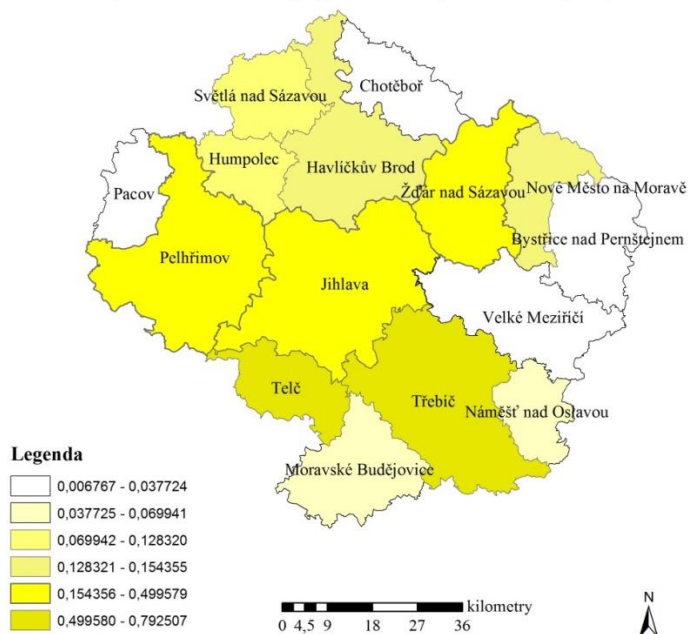 Chotěboř
Světlá nad Sázavou
Humpolec
Havlíčkův Brod
Pacov
Žďár nad Sázavou
Nové Město na Moravě
Bystřice nad Pernštejnem
Pelhřimov
Jihlava
Velké Meziříčí
Telč
Třebíč
Náměšť nad Oslavou
Moravské Budějovice
Legenda
0,006767 - 0,037724
0,037725 - 0,069941
0,069942 - 0,128320
0,128321 - 0,154355
0,154356 - 0,499579
0,499580 - 0,792507
kilometry
0 4,5 9 18 27 36
N